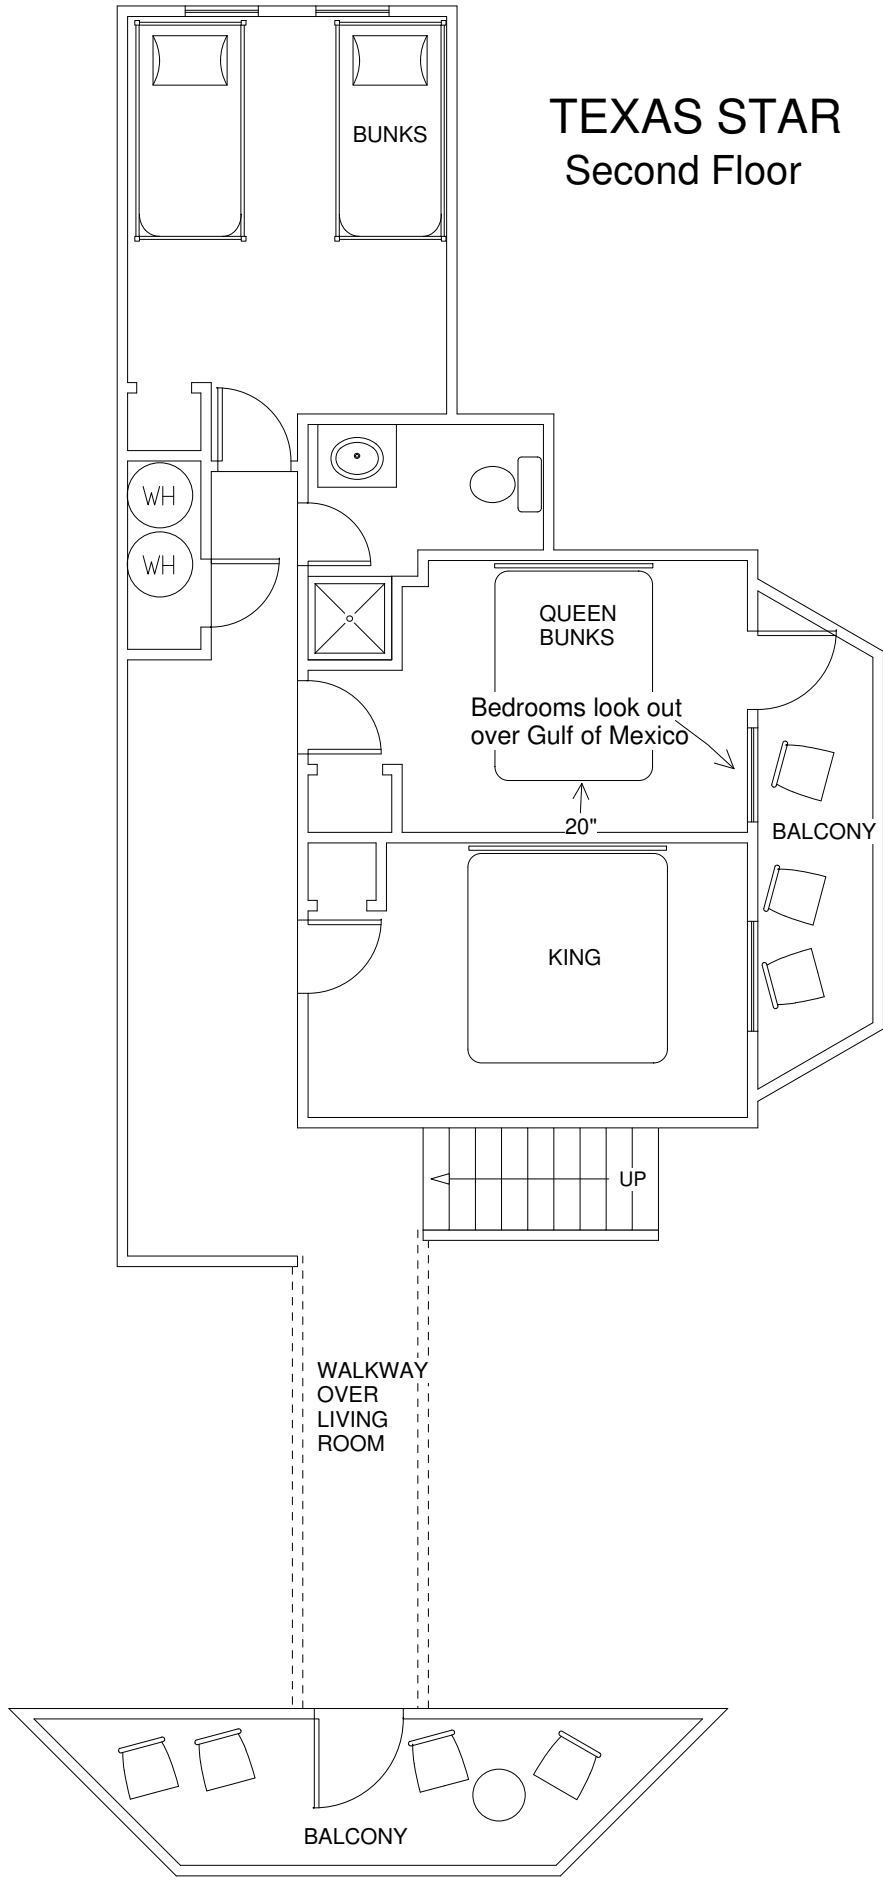 TEXAS STAR
Second Floor
BUNKS
WH
WH
QUEEN
BUNKS
Bedrooms look out
over Gulf of Mexico
20"
BALCONY
KING
UP
WALKWAY
OVER
LIVING
ROOM
BALCONY